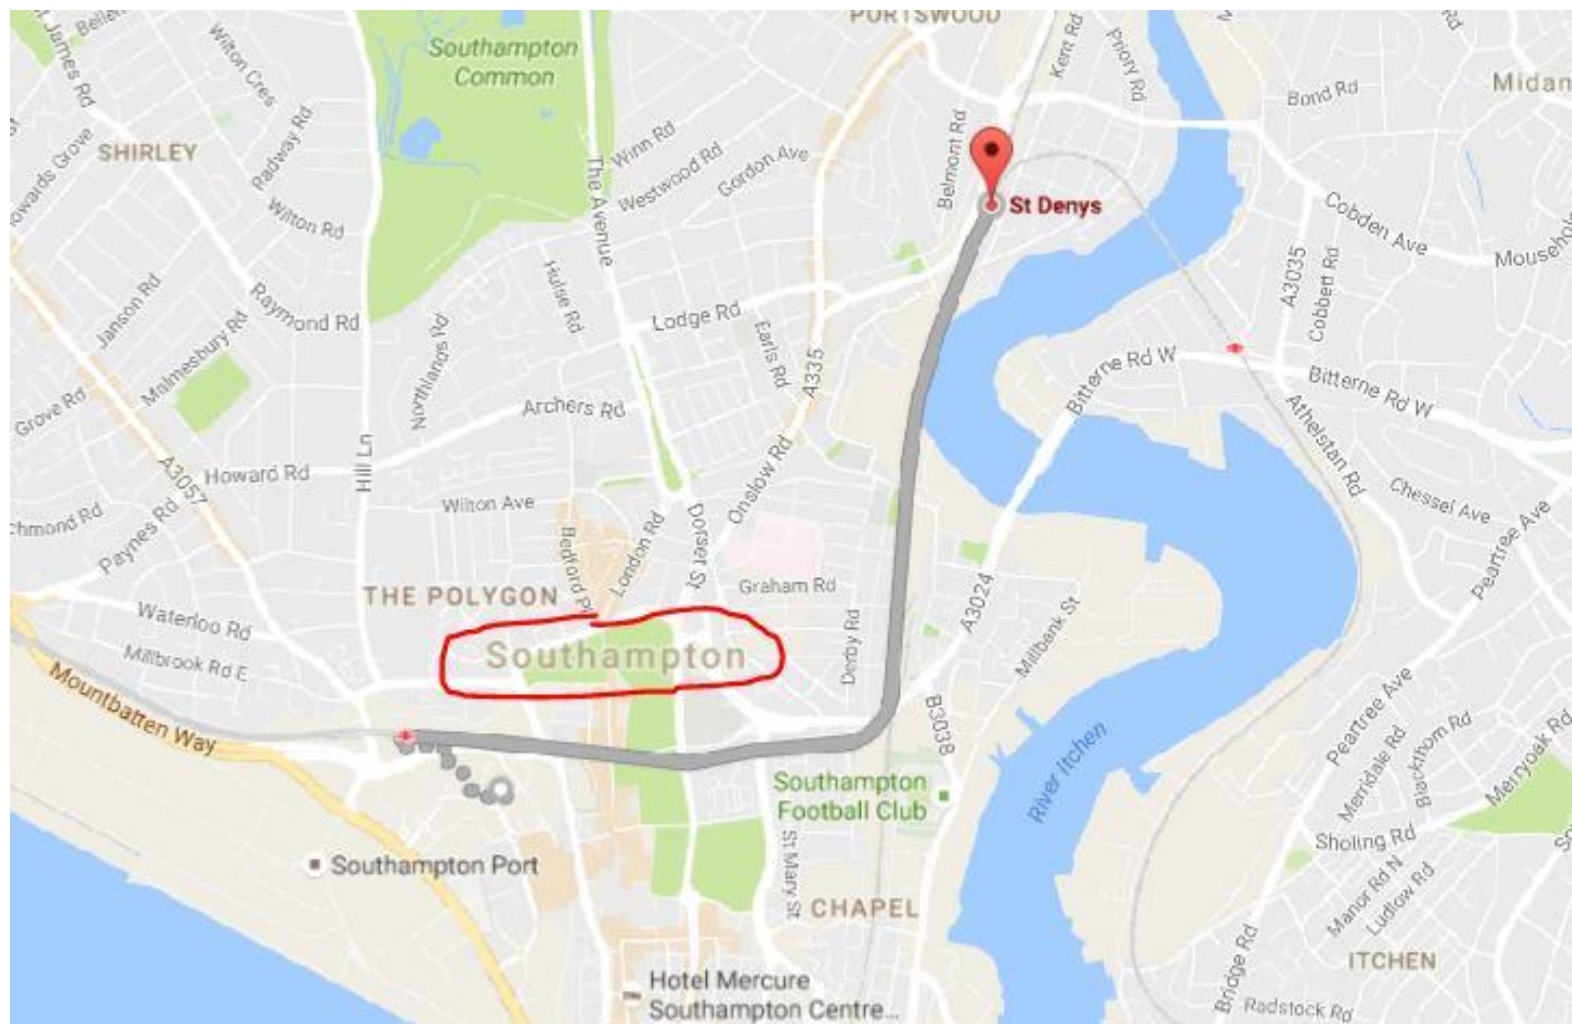 PORTSWOOD
James Rd
Wilton Cres
Southampton
Common
Kent Rd
Priory Rd
Rd
Midan
Bond Rd
SHIRLEY
Radway Rd
Winn Rd
Westwood Rd
Gordon Ave
The Avenue
Belmont Rd
St Denys
Wilton Rd
Cobden Ave
A3035
Cobbed Rd
Janson Rd
Raymond Rd
Malmesbury Rd
Hulse Rd
Lodge Rd
Earls Rd
A335
Northlands Rd
Archers Rd
Bitterne Rd W
Bitterne Rd W
Grove Rd
Hill Ln
Howard Rd
A3057
Onslow Rd
Athelstan Rd
Chessel Ave
Peartree Ave
Wilton Ave
chmond Rd
Paynes Rd
Bedford Pl
London Rd
Dorset St
Graham Rd
A3024
THE POLYGON
Waterloo Rd
Millbrook Rd E
Southampton
Derby Rd
Millbank St
Mountbatten Way
B3038
River Itchen
Peartree Ave
Merridale Rd
Blackthorn Rd
Merryoak Rd
Southampton
Football Club
Sholing Rd
Southampton Port
St Mary St
CHAPEL
Manor Rd N
Ludlow Rd
ITCHEN
Bridge Rd
Radstock Rd
Hotel Mercure
Southampton Centre...